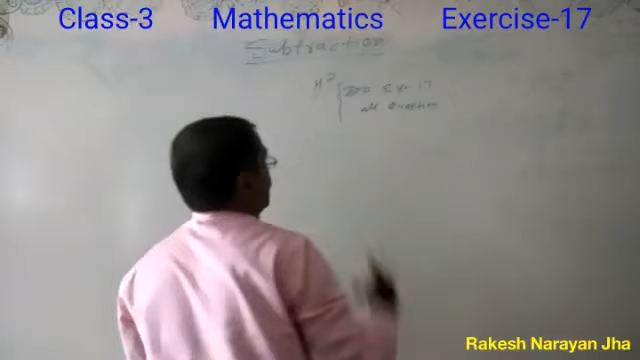 Class-3 Mathematics Exercise-17
Subtraction
all Question
Rakesh Narayan Jha